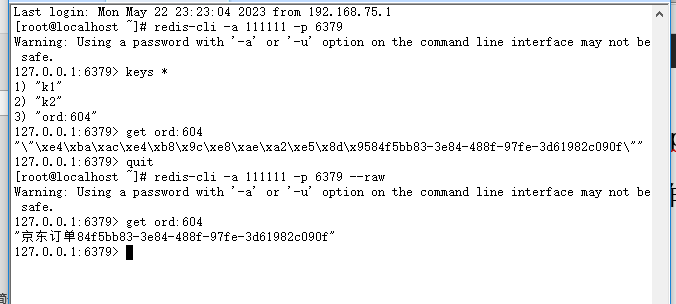 Last login: Mon May 22 23:23:04 2023 from 192.168.75.1
[root@localhost ~]# redis-cli -a 111111 -p 6379
Warning: Using a password with '-a' or '-u' option on the command line interface may not be
 safe.
127.0.0.1:6379> keys *
1) "k1"
2) "k2"
3) "ord:604"
127.0.0.1:6379> get ord:604
"\"\xe4\xba\xac\xe4\xb8\x9c\xe8\xae\xa2\xe5\x8d\x9584f5bb83-3e84-488f-97fe-3d61982c090f\""
127.0.0.1:6379> quit
[root@localhost ~]# redis-cli -a 111111 -p 6379 --raw
Warning: Using a password with '-a' or '-u' option on the command line interface may not be
 safe.
127.0.0.1:6379> get ord:604
"京东订单84f5bb83-3e84-488f-97fe-3d61982c090f"
127.0.0.1:6379>